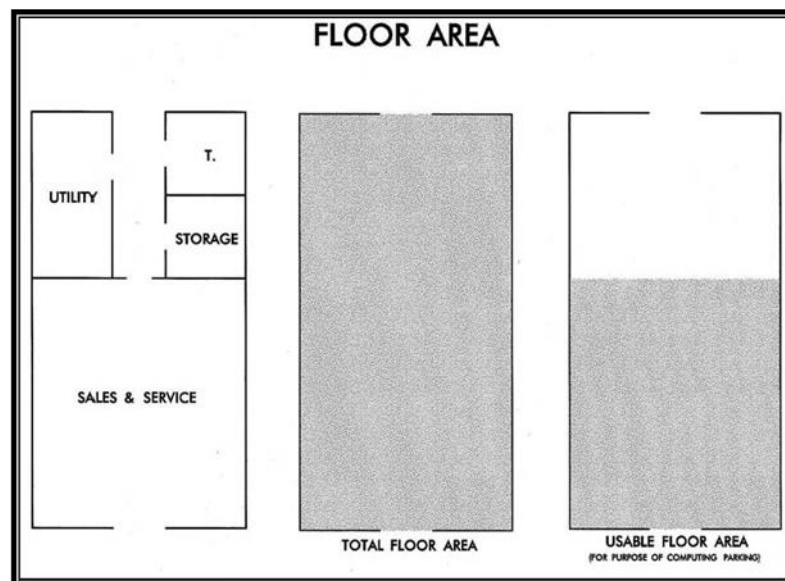 FLOOR AREA
T.
UTILITY
STORAGE
SALES & SERVICE
TOTAL FLOOR AREA
USABLE FLOOR AREA
(FOR PURPOSE OF COMPUTING PARKING)